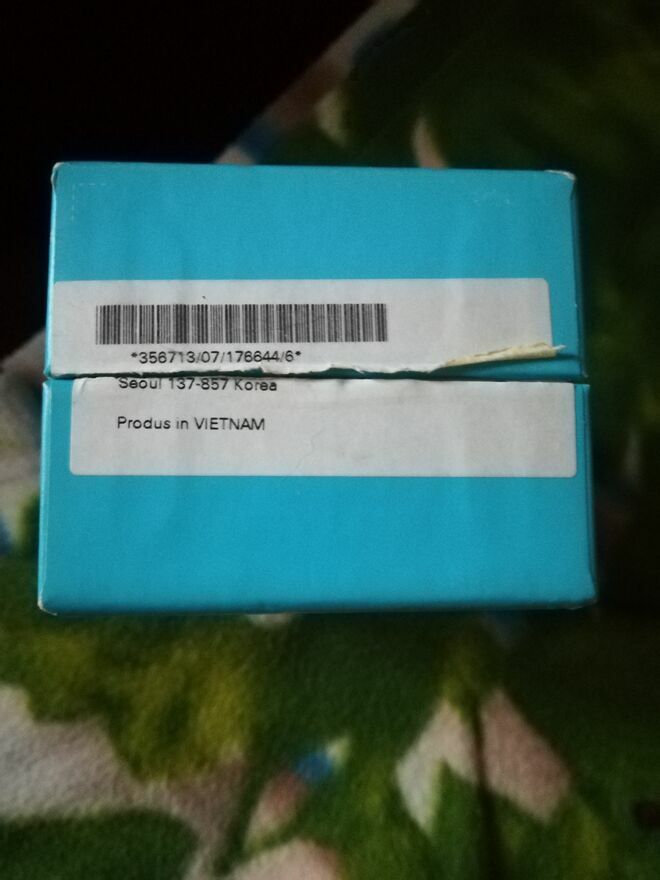 *356713/07/176644/6*
Seoul 137-857 Korea
Produs in VIETNAM